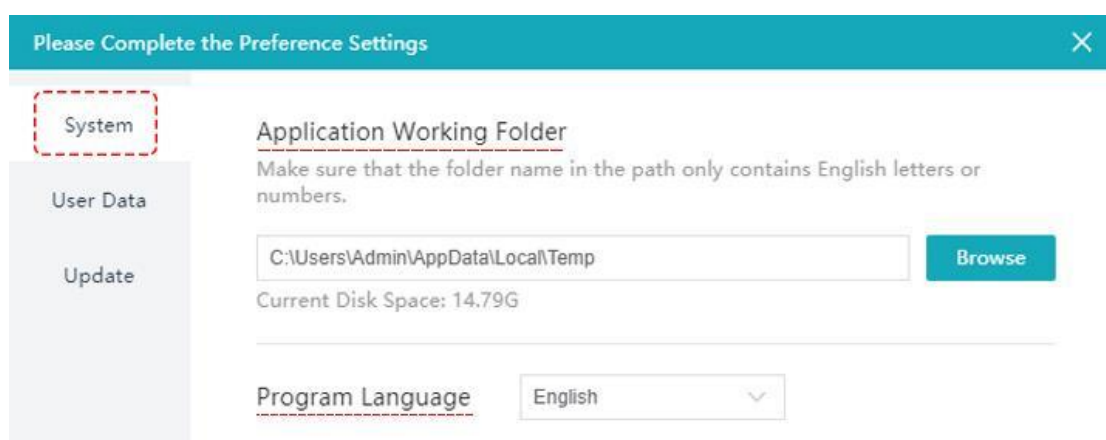 Please Complete the Preference Settings
System
User Data
Update
Application Working Folder
Make sure that the folder name in the path only contains English letters or
numbers.
C:\Users\Admin\AppData\Local\Temp
Browse
Current Disk Space: 14.79G
Program Language
English